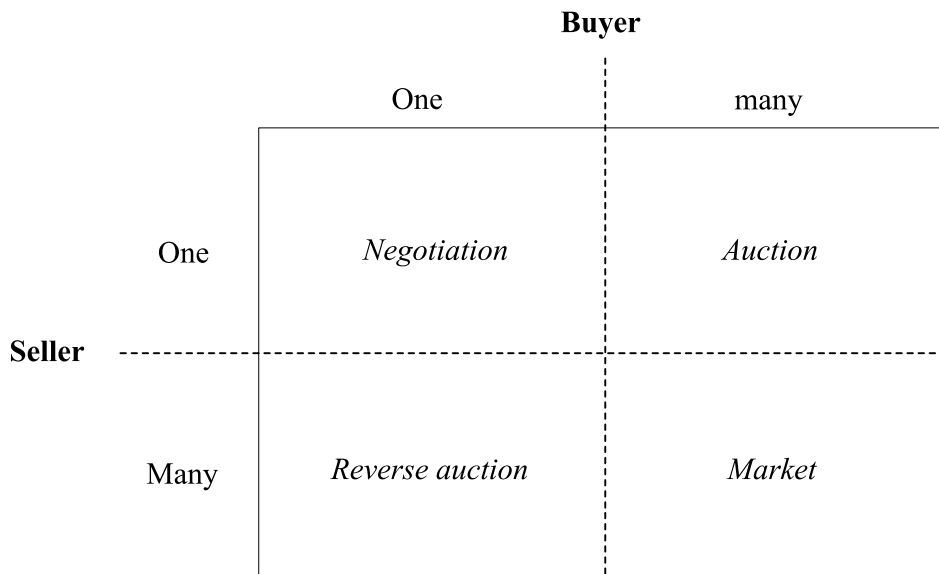 Buyer
One many
One Negotiation Auction
Seller
Many Reverse auction Market